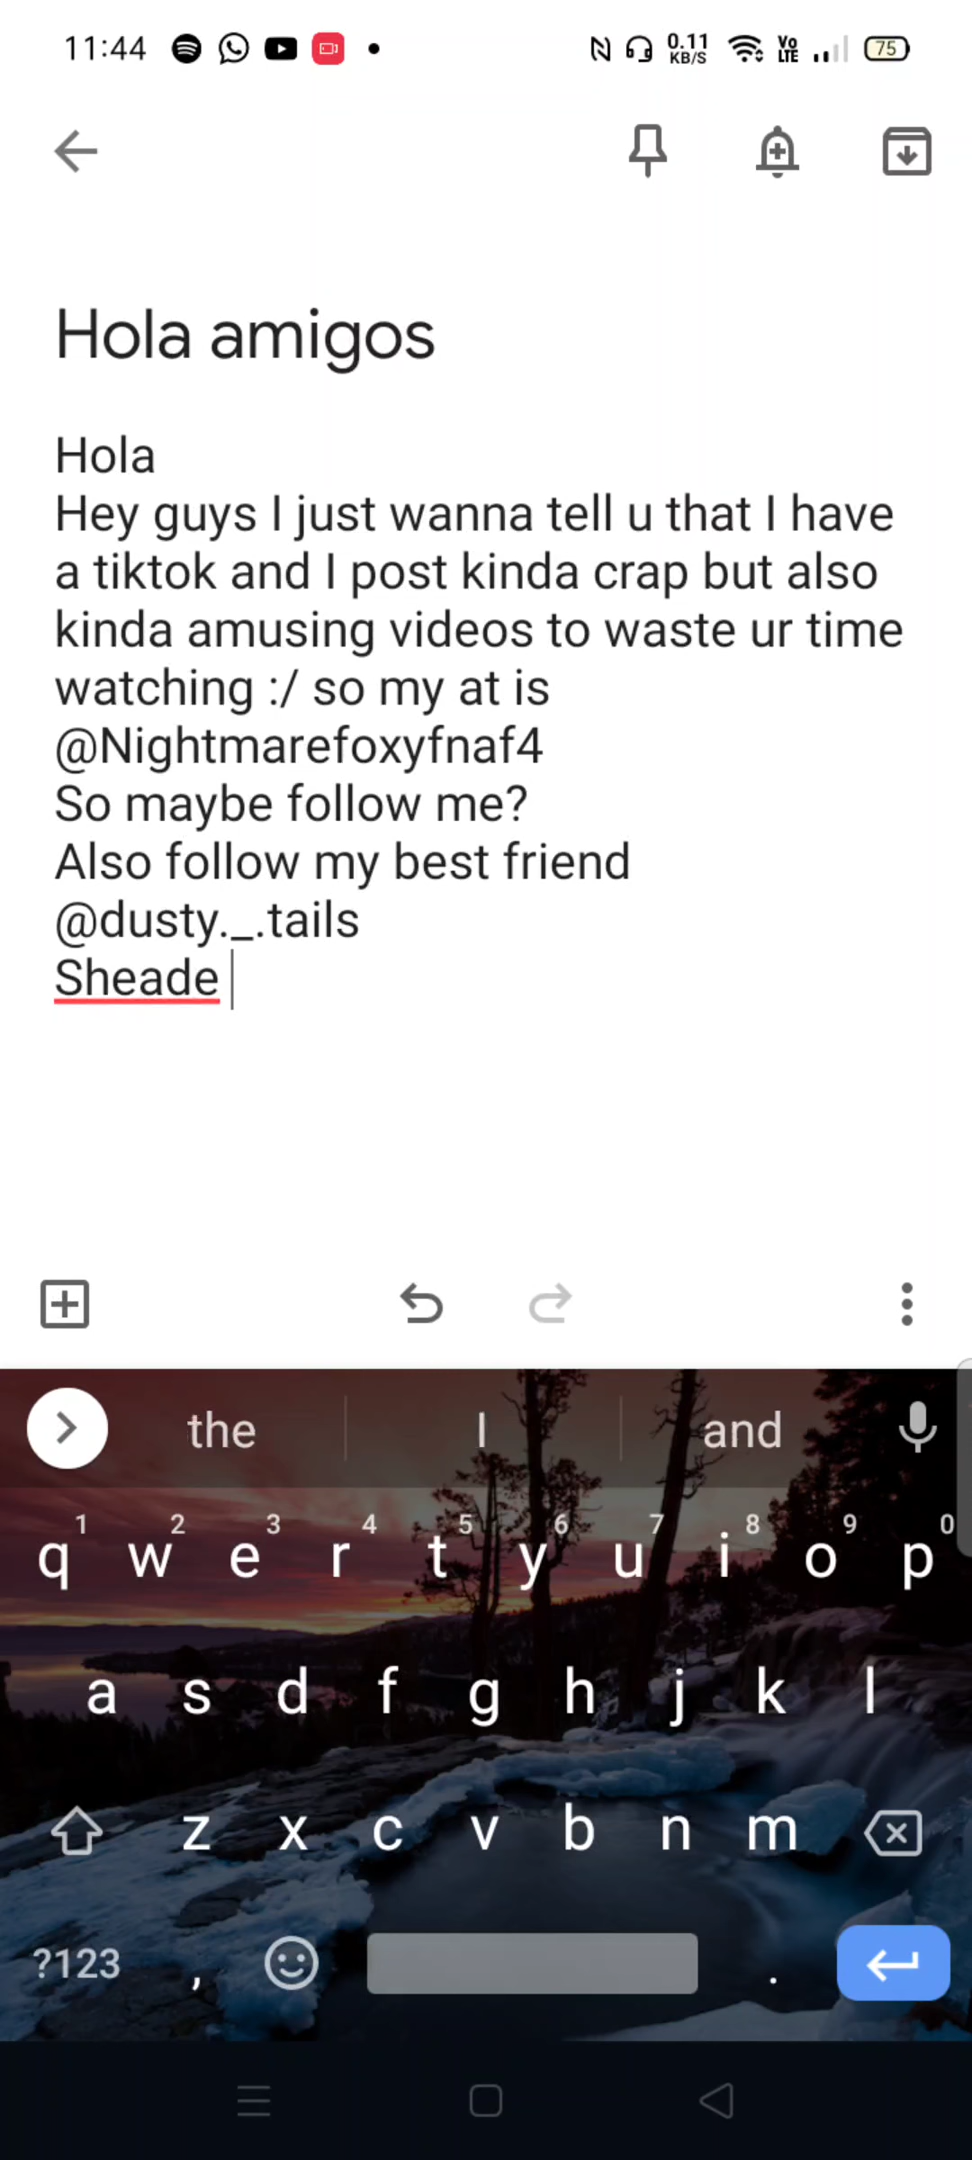 11:44 0.11 KB/S Vo LTE 75
Hola amigos
Hola
Hey guys I just wanna tell u that I have
a tiktok and I post kinda crap but also
kinda amusing videos to waste ur time
watching :/ so my at is
@Nightmarefoxyfnaf4
So maybe follow me?
Also follow my best friend
@dusty._.tails
Sheade
the I and
1 2 3 4 5 6 7 8 9 0
q w e r t y u i o p
a s d f g h j k l
z x c v b n m
?123 , .